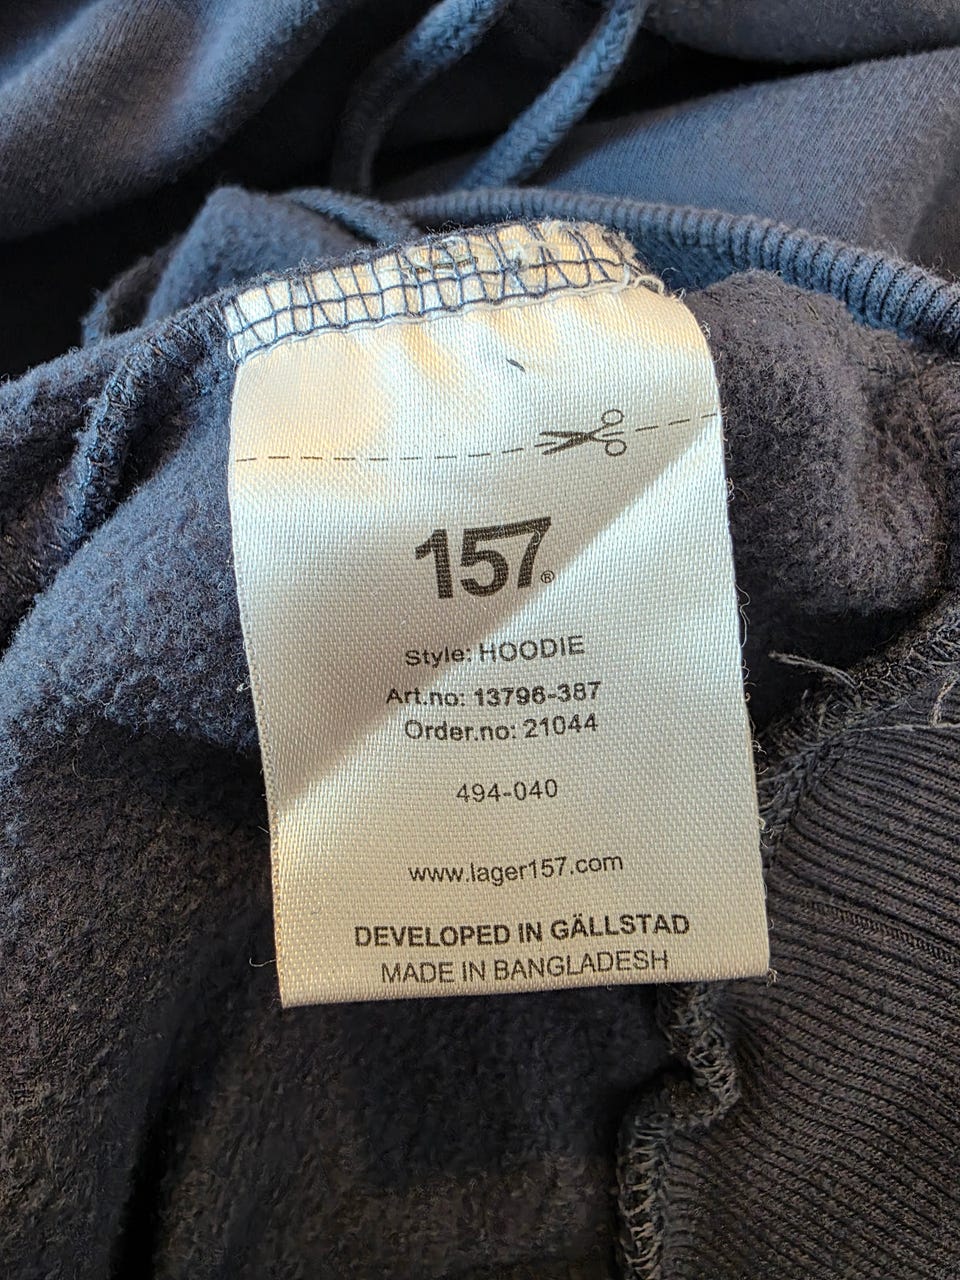 157®
Style: HOODIE
Art.no: 13796-387
Order.no: 21044
494-040
www.lager157.com
DEVELOPED IN GÄLLSTAD
MADE IN BANGLADESH